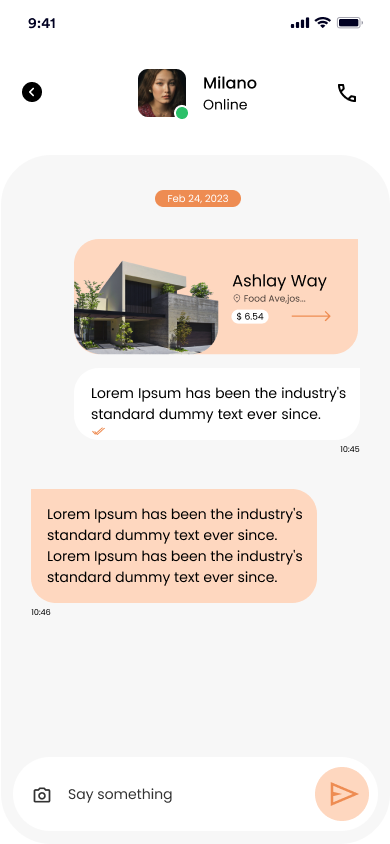 9:41
Milano
Online
Feb 24, 2023
Ashlay Way
Food Ave,jos...
$ 6.54
Lorem Ipsum has been the industry's
standard dummy text ever since.
10:45
Lorem Ipsum has been the industry's
standard dummy text ever since.
Lorem Ipsum has been the industry's
standard dummy text ever since.
10:46
Say something